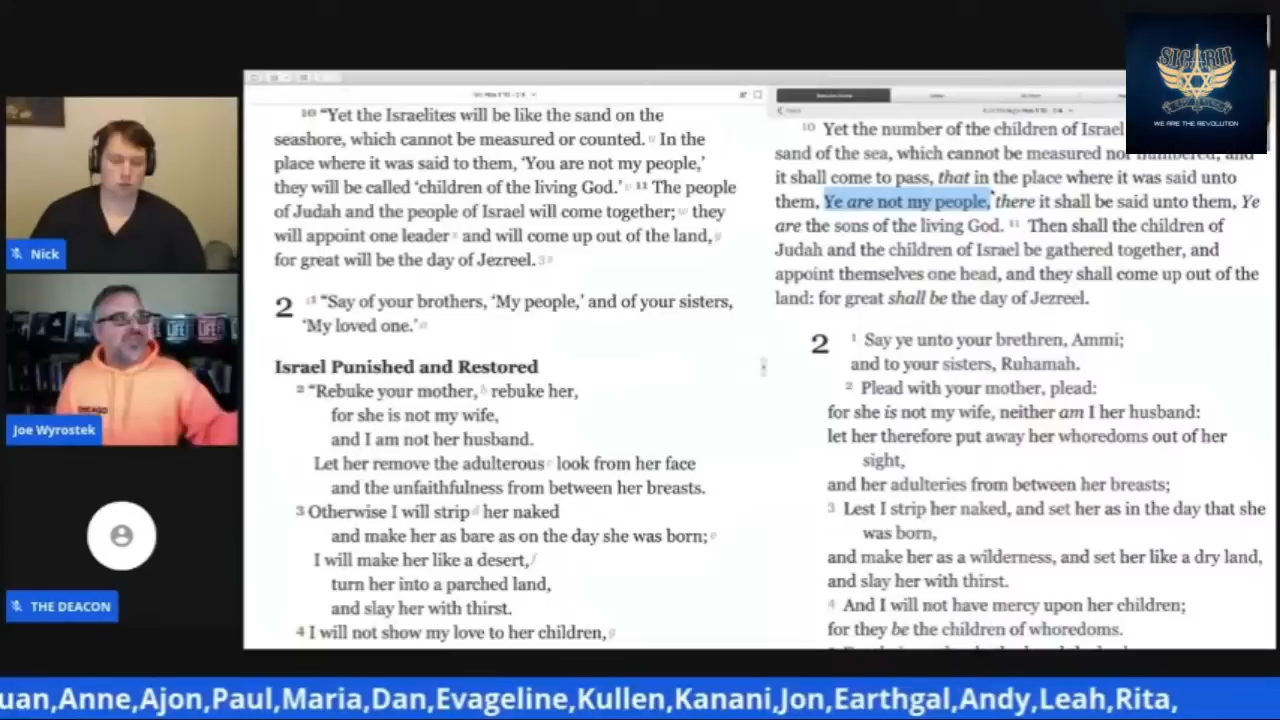 Nick
Joe Wyrostek
CHICAGO
LIFE
LIFE
THE DEACON
10 "Yet the Israelites will be like the sand on the
seashore, which cannot be measured or counted. In the
place where it was said to them, 'You are not my people,'
they will be called 'children of the living God.' 11 The people
of Judah and the people of Israel will come together; they
will appoint one leader and will come up out of the land,
for great will be the day of Jezreel.
2 1 "Say of your brothers, 'My people,' and of your sisters,
'My loved one.'
Israel Punished and Restored
2 "Rebuke your mother, rebuke her,
for she is not my wife,
and I am not her husband.
Let her remove the adulterous look from her face
and the unfaithfulness from between her breasts.
3 Otherwise I will strip her naked
and make her as bare as on the day she was born;
I will make her like a desert,
turn her into a parched land,
and slay her with thirst.
4 I will not show my love to her children,
10 Yet the number of the children of Israel
sand of the sea, which cannot be measured nor numbered, and
it shall come to pass, that in the place where it was said unto
them, Ye are not my people, there it shall be said unto them, Ye
are the sons of the living God. 11 Then shall the children of
Judah and the children of Israel be gathered together, and
appoint themselves one head, and they shall come up out of the
land: for great shall be the day of Jezreel.
2 1 Say ye unto your brethren, Ammi;
and to your sisters, Ruhamah.
2 Plead with your mother, plead:
for she is not my wife, neither am I her husband:
let her therefore put away her whoredoms out of her
sight,
and her adulteries from between her breasts;
3 Lest I strip her naked, and set her as in the day that she
was born,
and make her as a wilderness, and set her like a dry land,
and slay her with thirst.
4 And I will not have mercy upon her children;
for they be the children of whoredoms.
SICARII
WE ARE THE REVOLUTION
uan,Anne,Ajon,Paul,Maria,Dan,Evageline,Kullen,Kanani,Jon,Earthgal,Andy,Leah,Rita,